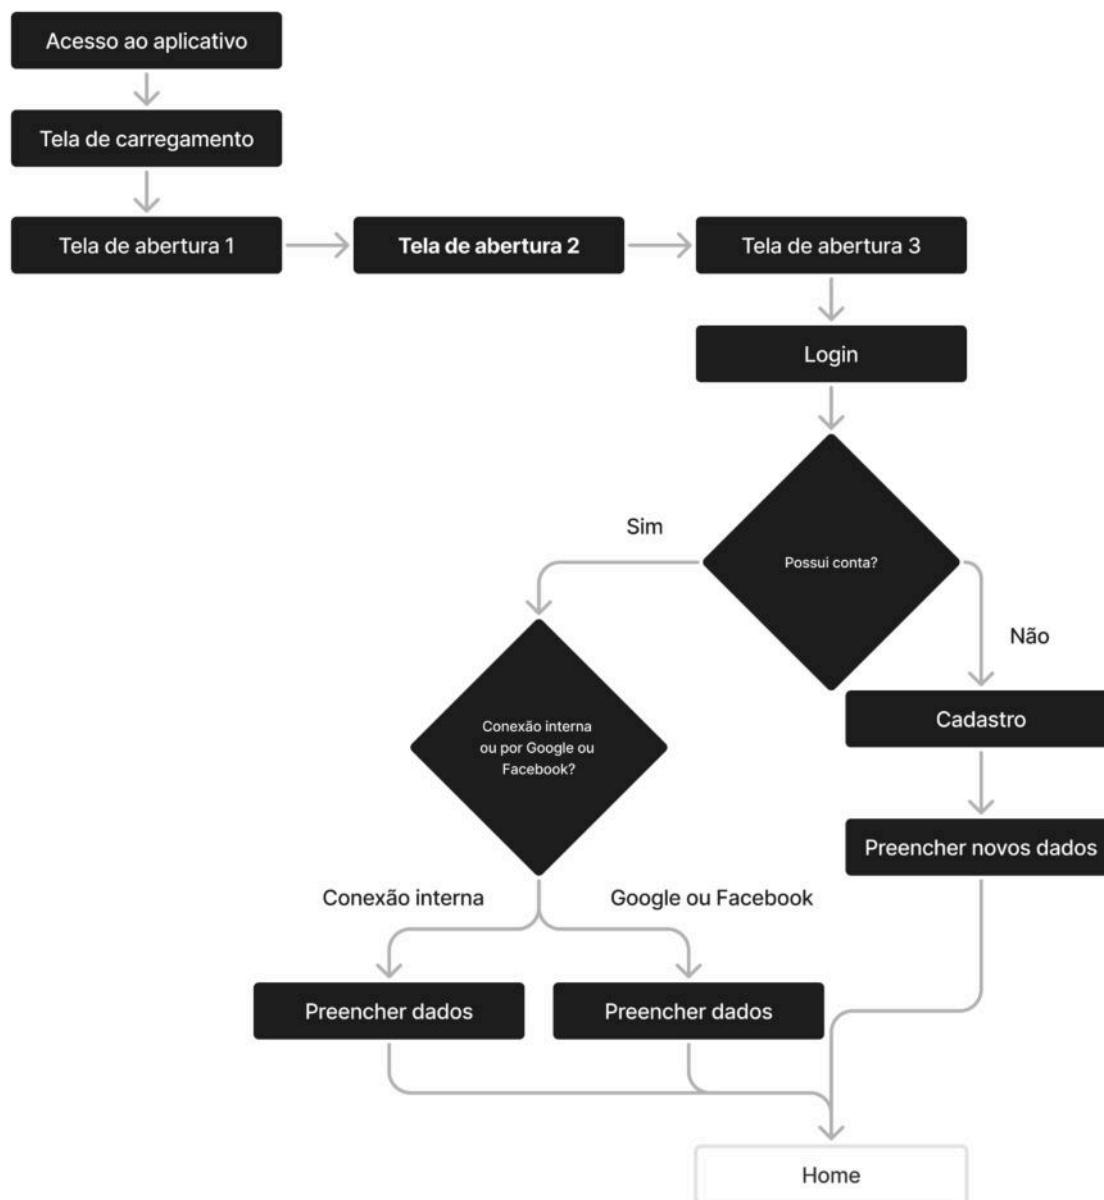 Acesso ao aplicativo
Tela de carregamento
Tela de abertura 1
Tela de abertura 2
Tela de abertura 3
Login
Possui conta?
Sim
Não
Conexão interna
ou por Google ou
Facebook?
Cadastro
Preencher novos dados
Conexão interna
Google ou Facebook
Preencher dados
Preencher dados
Home